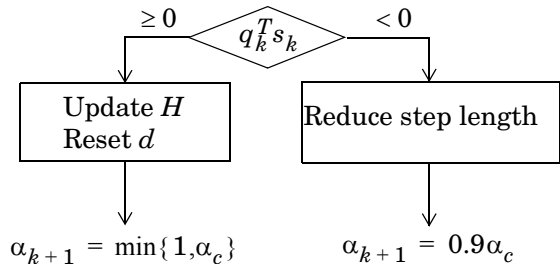 ≥ 0
q_k^T s_k
< 0
Update H
Reset d
Reduce step length
α_{k+1} = min{1,α_c}
α_{k+1} = 0.9α_c